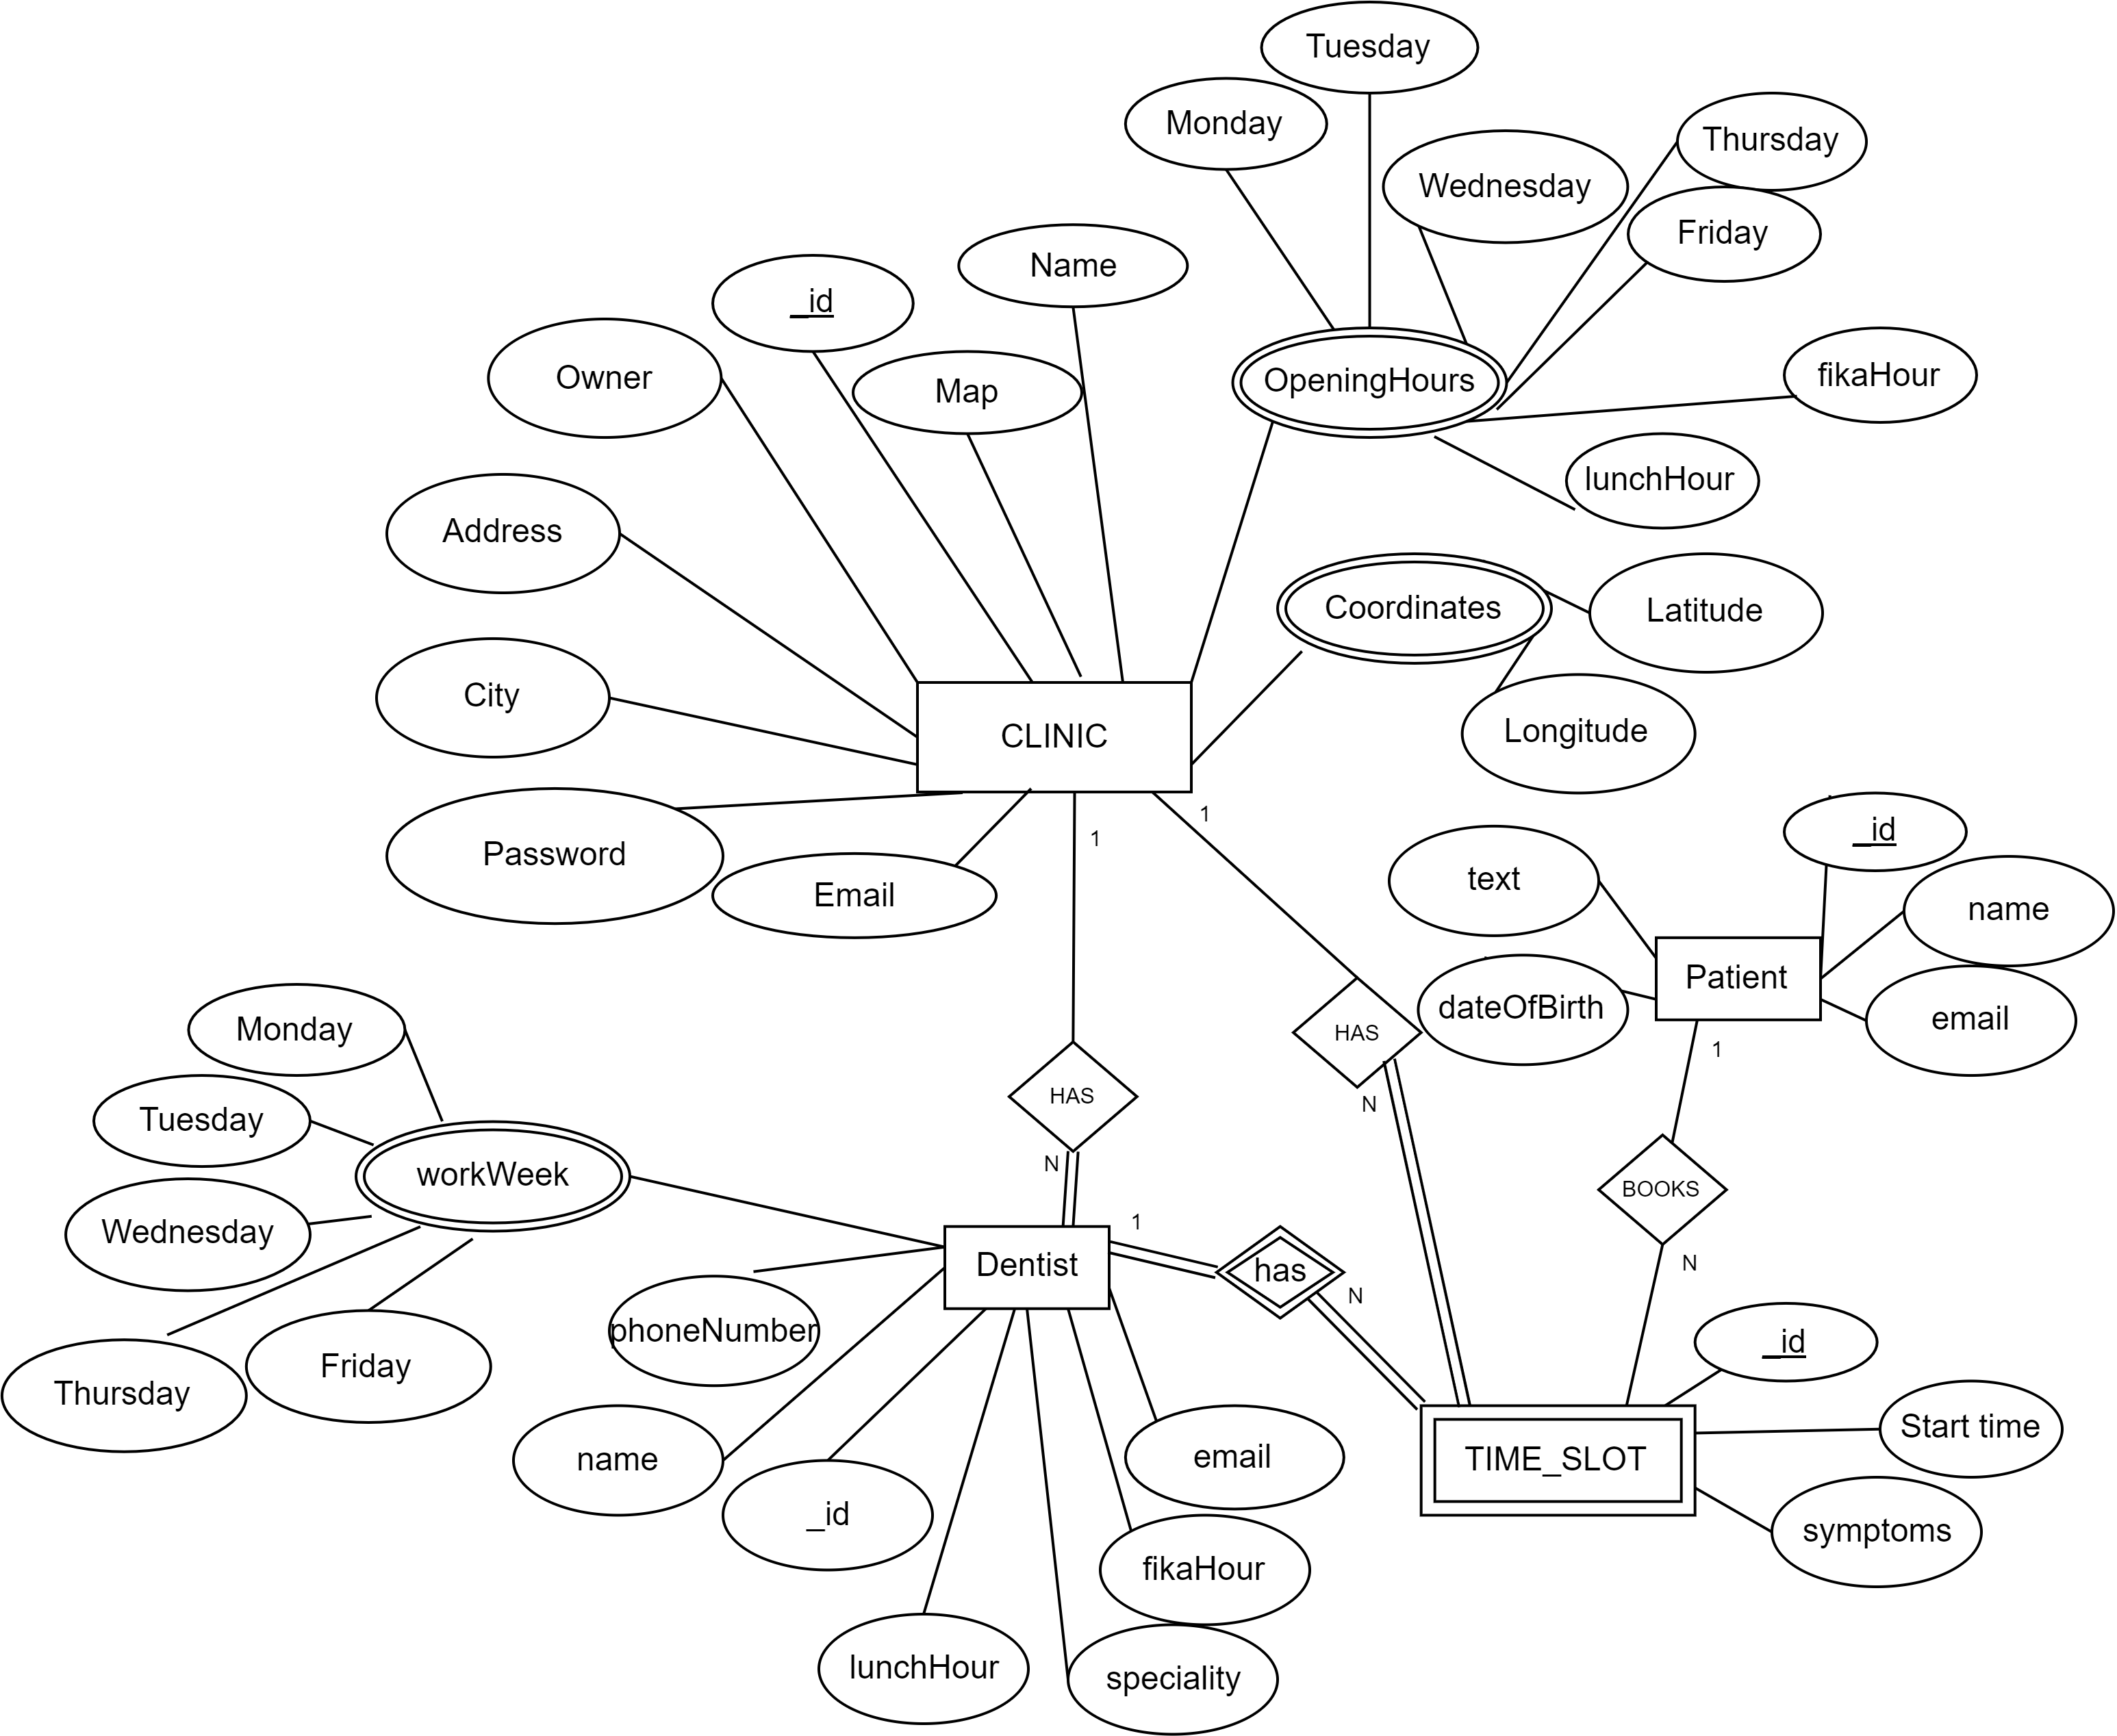 Tuesday
Monday
Thursday
Wednesday
Friday
Name
_id
Owner
Map
OpeningHours
fikaHour
lunchHour
Address
Coordinates
Latitude
City
Longitude
CLINIC
1
1
Password
Email
_id
text
name
Patient
dateOfBirth
email
HAS
1
Monday
HAS
N
Tuesday
workWeek
N
BOOKS
Wednesday
1
Dentist
has
N
N
phoneNumber
_id
Thursday
Friday
Start time
name
email
TIME_SLOT
_id
symptoms
fikaHour
lunchHour
speciality